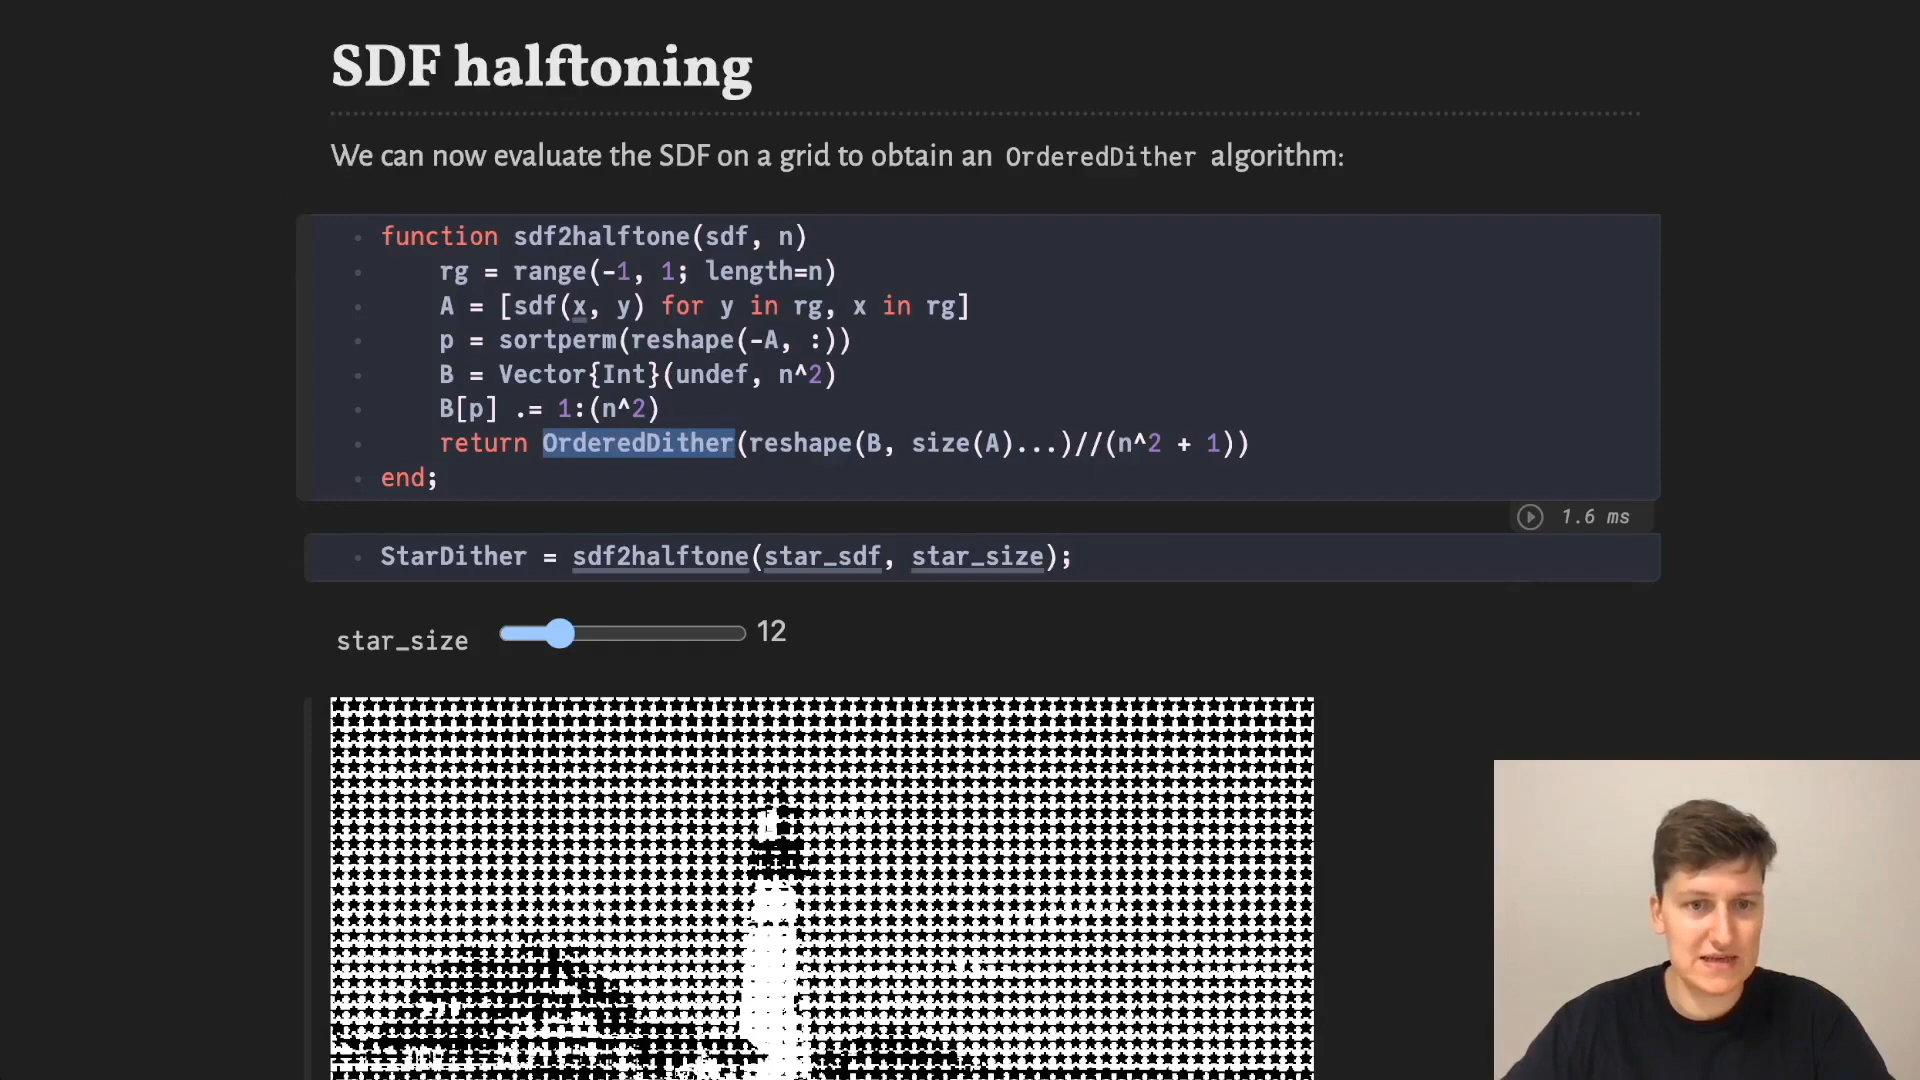 SDF halftoning
We can now evaluate the SDF on a grid to obtain an OrderedDither algorithm:
function sdf2halftone(sdf, n)
    rg = range(-1, 1; length=n)
    A = [sdf(x, y) for y in rg, x in rg]
    p = sortperm(reshape(-A, :))
    B = Vector{Int}(undef, n^2)
    B[p] .= 1:(n^2)
    return OrderedDither(reshape(B, size(A)...)//(n^2 + 1))
end;
1.6 ms
StarDither = sdf2halftone(star_sdf, star_size);
star_size 12